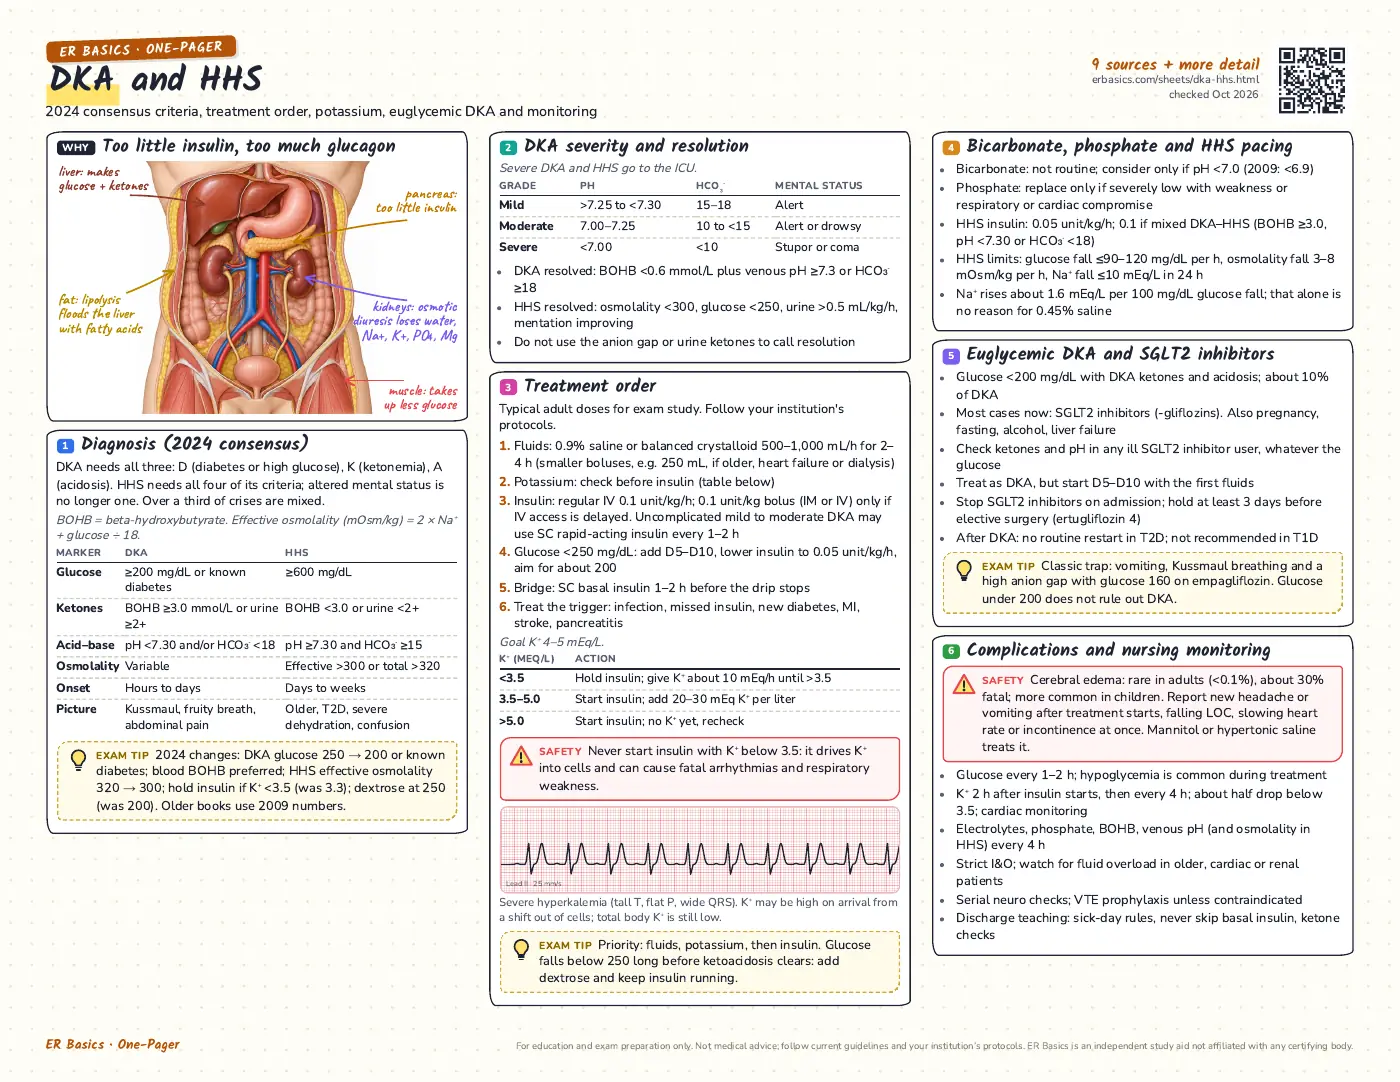 ER BASICS · ONE-PAGER
DKA and HHS
2024 consensus criteria, treatment order, potassium, euglycemic DKA and monitoring
9 sources + more detail
erbasics.com/sheets/dka-hhs.html
checked Oct 2026
WHY Too little insulin, too much glucagon
liver: makes
glucose + ketones
pancreas:
too little insulin
fat: lipolysis
floods the liver
with fatty acids
kidneys: osmotic
diuresis loses water,
Na+, K+, PO₄, Mg
muscle: takes
up less glucose
1 Diagnosis (2024 consensus)
DKA needs all three: D (diabetes or high glucose), K (ketonemia), A
(acidosis). HHS needs all four of its criteria; altered mental status is
no longer one. Over a third of crises are mixed.
BOHB = beta-hydroxybutyrate. Effective osmolality (mOsm/kg) = 2 × Na⁺
+ glucose ÷ 18.
MARKER DKA HHS
Glucose ≥200 mg/dL or known ≥600 mg/dL
diabetes
Ketones BOHB ≥3.0 mmol/L or urine BOHB <3.0 or urine <2+
≥2+
Acid–base pH <7.30 and/or HCO₃⁻ <18 pH ≥7.30 and HCO₃⁻ ≥15
Osmolality Variable Effective >300 or total >320
Onset Hours to days Days to weeks
Picture Kussmaul, fruity breath, Older, T2D, severe
abdominal pain dehydration, confusion
EXAM TIP 2024 changes: DKA glucose 250 → 200 or known
diabetes; blood BOHB preferred; HHS effective osmolality
320 → 300; hold insulin if K⁺ <3.5 (was 3.3); dextrose at 250
(was 200). Older books use 2009 numbers.
2 DKA severity and resolution
Severe DKA and HHS go to the ICU.
GRADE PH HCO₃⁻ MENTAL STATUS
Mild >7.25 to <7.30 15–18 Alert
Moderate 7.00–7.25 10 to <15 Alert or drowsy
Severe <7.00 <10 Stupor or coma
• DKA resolved: BOHB <0.6 mmol/L plus venous pH ≥7.3 or HCO₃⁻
≥18
• HHS resolved: osmolality <300, glucose <250, urine >0.5 mL/kg/h,
mentation improving
• Do not use the anion gap or urine ketones to call resolution
3 Treatment order
Typical adult doses for exam study. Follow your institution's
protocols.
1. Fluids: 0.9% saline or balanced crystalloid 500–1,000 mL/h for 2–
4 h (smaller boluses, e.g. 250 mL, if older, heart failure or dialysis)
2. Potassium: check before insulin (table below)
3. Insulin: regular IV 0.1 unit/kg/h; 0.1 unit/kg bolus (IM or IV) only if
IV access is delayed. Uncomplicated mild to moderate DKA may
use SC rapid-acting insulin every 1–2 h
4. Glucose <250 mg/dL: add D5–D10, lower insulin to 0.05 unit/kg/h,
aim for about 200
5. Bridge: SC basal insulin 1–2 h before the drip stops
6. Treat the trigger: infection, missed insulin, new diabetes, MI,
stroke, pancreatitis
Goal K⁺ 4–5 mEq/L.
K⁺ (MEQ/L) ACTION
<3.5 Hold insulin; give K⁺ about 10 mEq/h until >3.5
3.5–5.0 Start insulin; add 20–30 mEq K⁺ per liter
>5.0 Start insulin; no K⁺ yet, recheck
SAFETY Never start insulin with K⁺ below 3.5: it drives K⁺
into cells and can cause fatal arrhythmias and respiratory
weakness.
Lead II · 25 mm/s
Severe hyperkalemia (tall T, flat P, wide QRS). K⁺ may be high on arrival from
a shift out of cells; total body K⁺ is still low.
EXAM TIP Priority: fluids, potassium, then insulin. Glucose
falls below 250 long before ketoacidosis clears: add
dextrose and keep insulin running.
4 Bicarbonate, phosphate and HHS pacing
• Bicarbonate: not routine; consider only if pH <7.0 (2009: <6.9)
• Phosphate: replace only if severely low with weakness or
respiratory or cardiac compromise
• HHS insulin: 0.05 unit/kg/h; 0.1 if mixed DKA–HHS (BOHB ≥3.0,
pH <7.30 or HCO₃⁻ <18)
• HHS limits: glucose fall ≤90–120 mg/dL per h, osmolality fall 3–8
mOsm/kg per h, Na⁺ fall ≤10 mEq/L in 24 h
• Na⁺ rises about 1.6 mEq/L per 100 mg/dL glucose fall; that alone is
no reason for 0.45% saline
5 Euglycemic DKA and SGLT2 inhibitors
• Glucose <200 mg/dL with DKA ketones and acidosis; about 10%
of DKA
• Most cases now: SGLT2 inhibitors (-gliflozins). Also pregnancy,
fasting, alcohol, liver failure
• Check ketones and pH in any ill SGLT2 inhibitor user, whatever the
glucose
• Treat as DKA, but start D5–D10 with the first fluids
• Stop SGLT2 inhibitors on admission; hold at least 3 days before
elective surgery (ertugliflozin 4)
• After DKA: no routine restart in T2D; not recommended in T1D
EXAM TIP Classic trap: vomiting, Kussmaul breathing and a
high anion gap with glucose 160 on empagliflozin. Glucose
under 200 does not rule out DKA.
6 Complications and nursing monitoring
SAFETY Cerebral edema: rare in adults (<0.1%), about 30%
fatal; more common in children. Report new headache or
vomiting after treatment starts, falling LOC, slowing heart
rate or incontinence at once. Mannitol or hypertonic saline
treats it.
• Glucose every 1–2 h; hypoglycemia is common during treatment
• K⁺ 2 h after insulin starts, then every 4 h; about half drop below
3.5; cardiac monitoring
• Electrolytes, phosphate, BOHB, venous pH (and osmolality in
HHS) every 4 h
• Strict I&O; watch for fluid overload in older, cardiac or renal
patients
• Serial neuro checks; VTE prophylaxis unless contraindicated
• Discharge teaching: sick-day rules, never skip basal insulin, ketone
checks
ER Basics · One-Pager
For education and exam preparation only. Not medical advice; follow current guidelines and your institution's protocols. ER Basics is an independent study aid not affiliated with any certifying body.